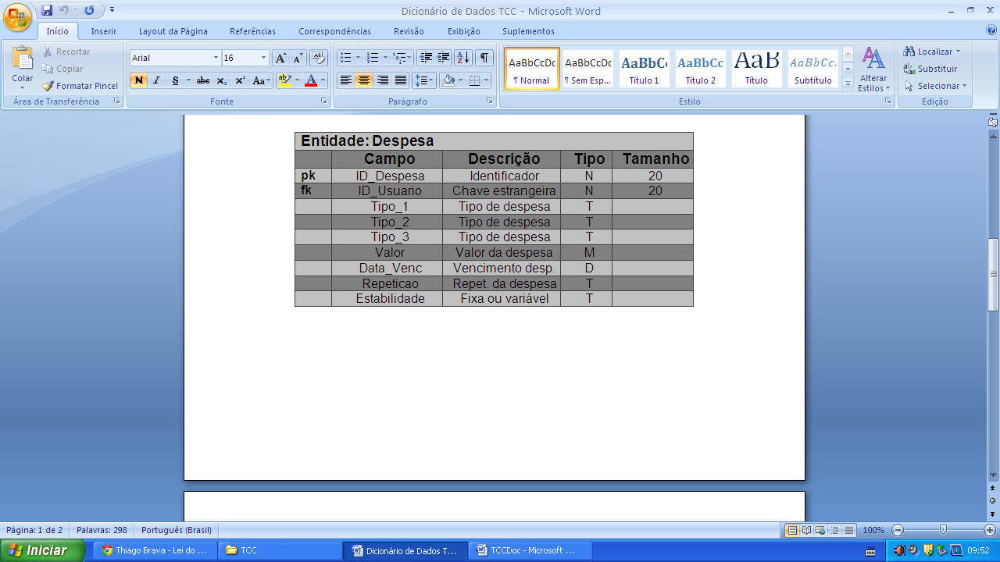 Dicionário de Dados TCC - Microsoft Word
Início Inserir Layout da Página Referências Correspondências Revisão Exibição Suplementos
Colar
Recortar
Copiar
Formatar Pincel
Área de Transferência
Arial 16
N I S abc x₂ x² Aa
ab A
Fonte
Parágrafo
AaBbCcDc AaBbCcDc AaBbCc AaBbCc AaB AaBbCc.
¶ Normal ¶ Sem Esp... Título 1 Título 2 Título Subtítulo
Alterar
Estilos
Estilo
Localizar
Substituir
Selecionar
Edição
Entidade: Despesa
Campo Descrição Tipo Tamanho
pk ID_Despesa Identificador N 20
fk ID_Usuario Chave estrangeira N 20
Tipo_1 Tipo de despesa T
Tipo_2 Tipo de despesa T
Tipo_3 Tipo de despesa T
Valor Valor da despesa M
Data_Venc Vencimento desp. D
Repeticao Repet. da despesa T
Estabilidade Fixa ou variável T
Página: 1 de 2 Palavras: 298 Português (Brasil) 100%
Iniciar Thiago Brava - Lei do ... TCC Dicionário de Dados T... TCCDoc - Microsoft ... 09:52